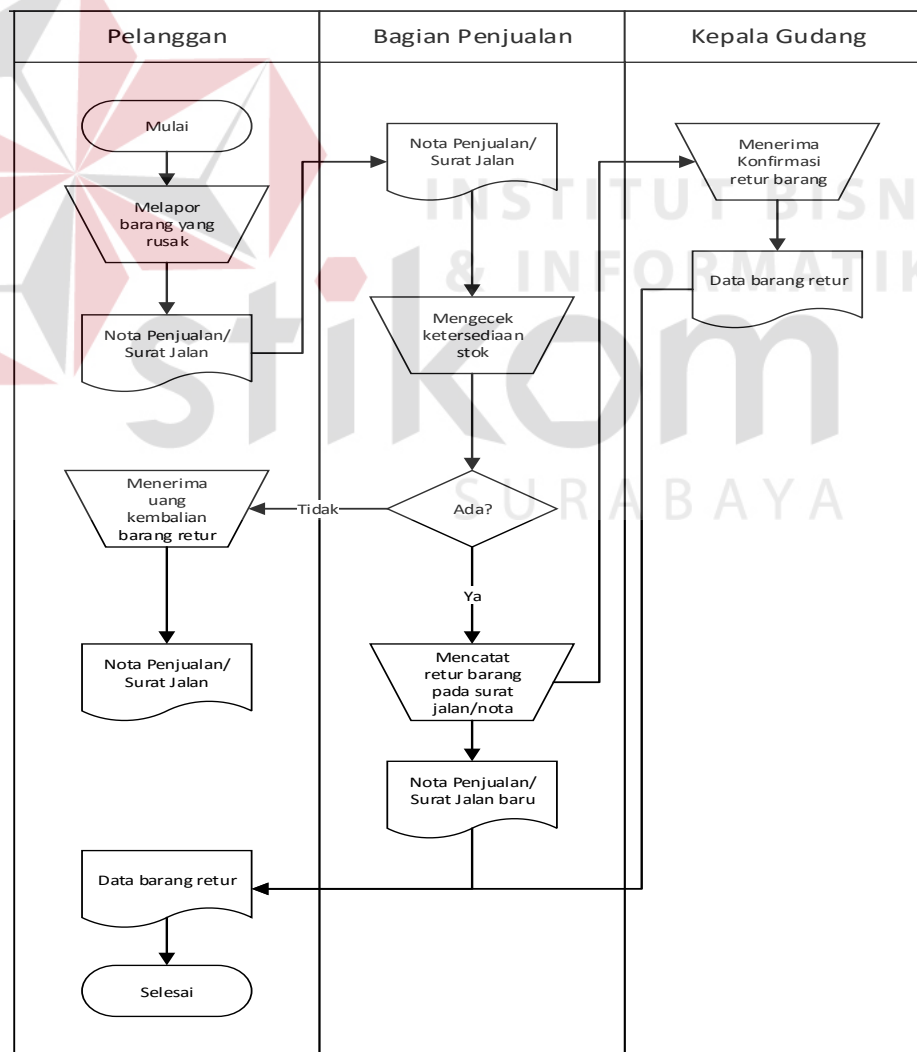 Pelanggan
Bagian Penjualan
Kepala Gudang
Mulai
Melapor
barang yang
rusak
Nota Penjualan/
Surat Jalan
Nota Penjualan/
Surat Jalan
Mengecek
ketersediaan
stok
Ada?
Tidak
Ya
Menerima
uang
kembalian
barang retur
Nota Penjualan/
Surat Jalan
Mencatat
retur barang
pada surat
jalan/nota
Nota Penjualan/
Surat Jalan baru
Menerima
Konfirmasi
retur barang
Data barang retur
Data barang retur
Selesai
INSTITUT BISN
& INFORMATIK
stikom
SURABAYA